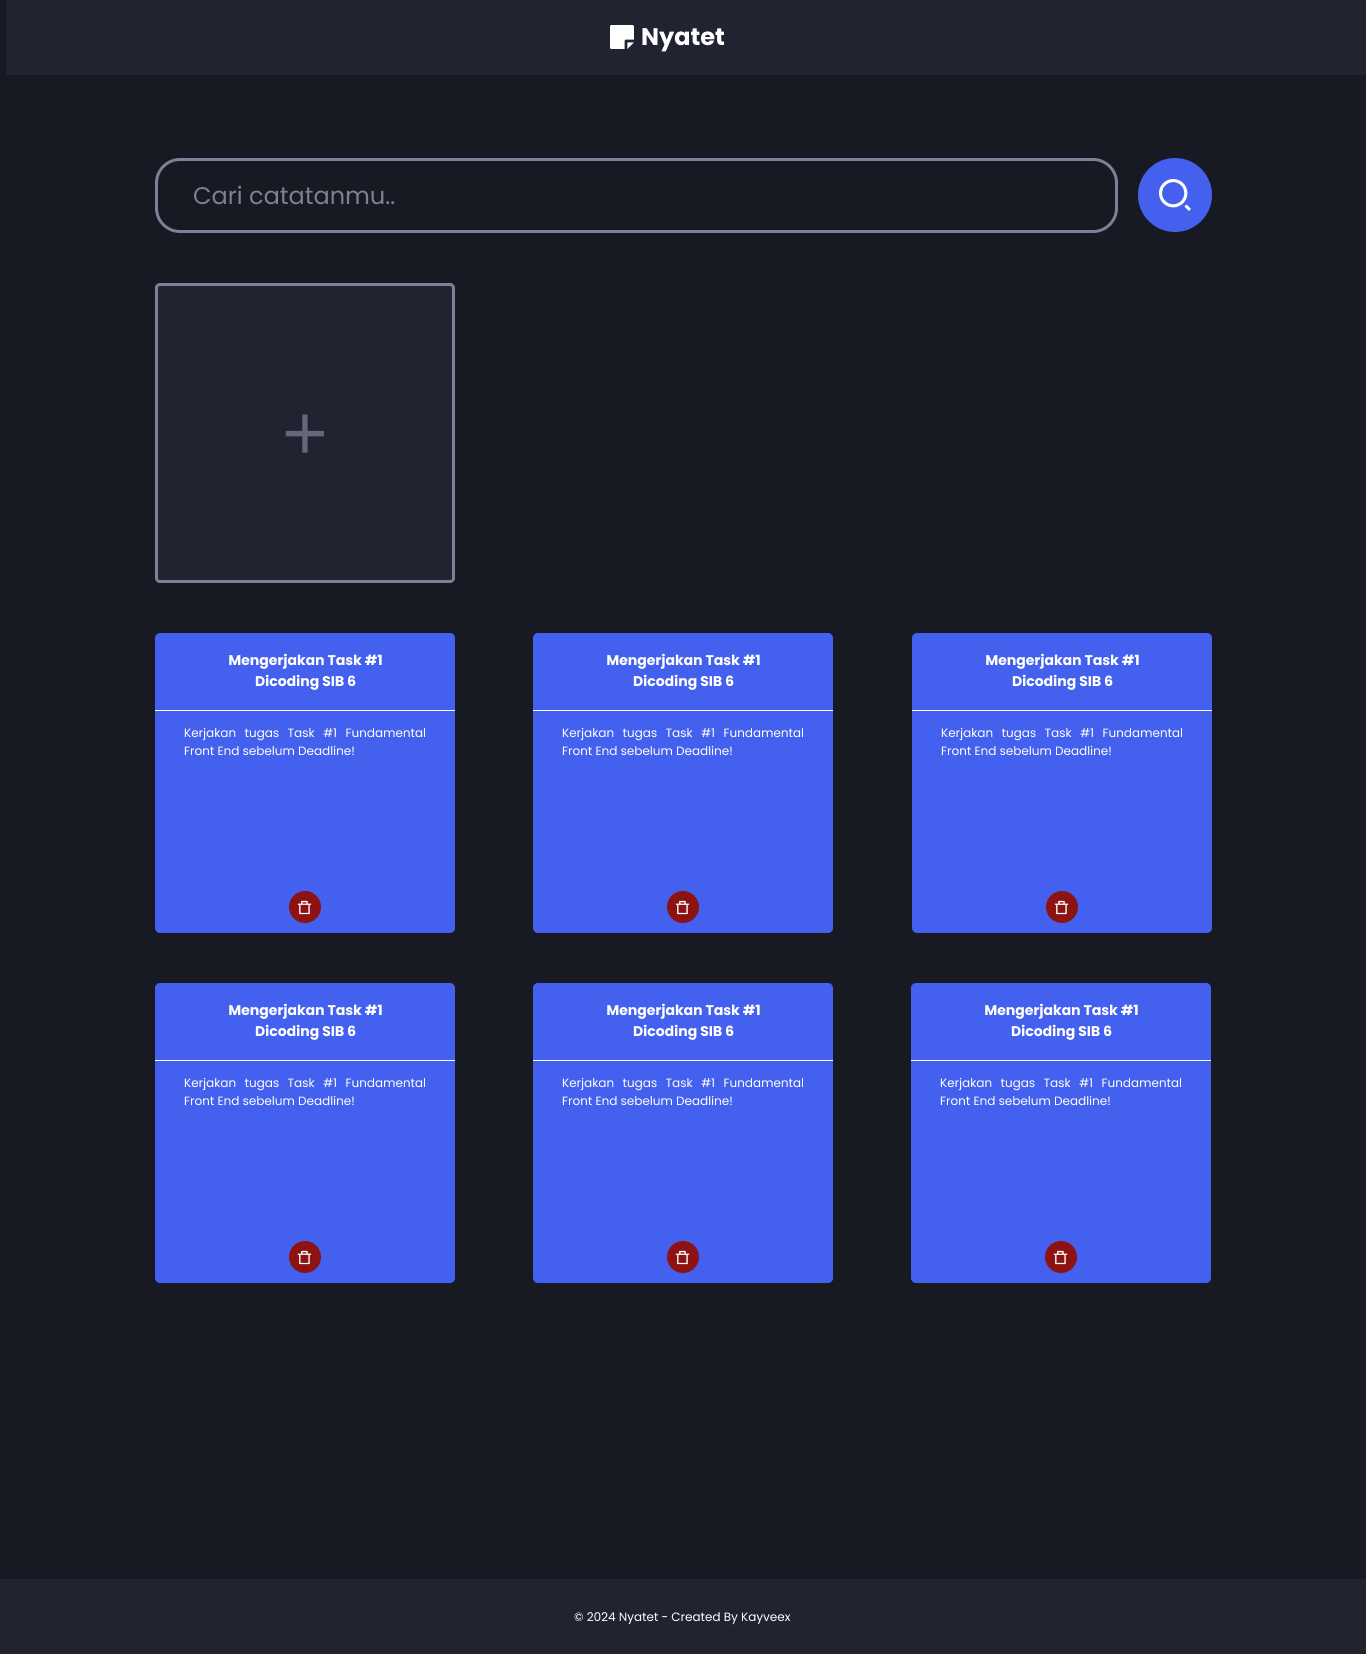 Nyatet
Cari catatanmu..
Mengerjakan Task #1
Dicoding SIB 6
Kerjakan tugas Task #1 Fundamental
Front End sebelum Deadline!
Mengerjakan Task #1
Dicoding SIB 6
Kerjakan tugas Task #1 Fundamental
Front End sebelum Deadline!
Mengerjakan Task #1
Dicoding SIB 6
Kerjakan tugas Task #1 Fundamental
Front End sebelum Deadline!
Mengerjakan Task #1
Dicoding SIB 6
Kerjakan tugas Task #1 Fundamental
Front End sebelum Deadline!
Mengerjakan Task #1
Dicoding SIB 6
Kerjakan tugas Task #1 Fundamental
Front End sebelum Deadline!
Mengerjakan Task #1
Dicoding SIB 6
Kerjakan tugas Task #1 Fundamental
Front End sebelum Deadline!
© 2024 Nyatet - Created By Kayveex